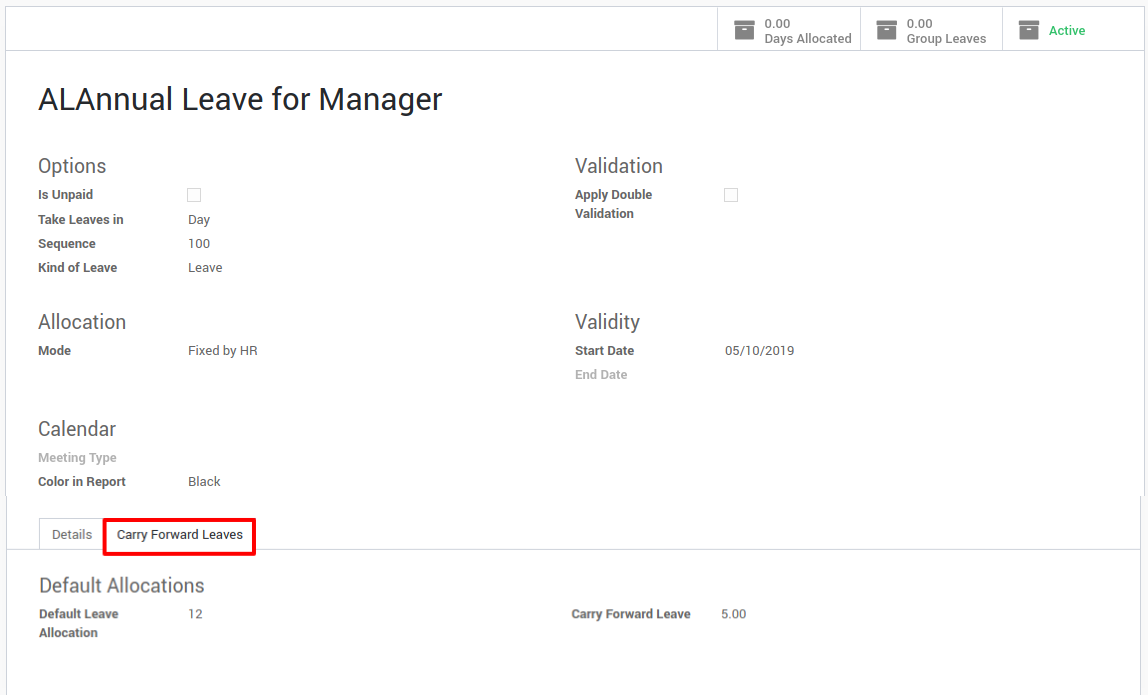 0.00
Days Allocated
0.00
Group Leaves
Active
ALAnnual Leave for Manager
Options
Is Unpaid
Take Leaves in Day
Sequence 100
Kind of Leave Leave
Validation
Apply Double
Validation
Allocation
Mode Fixed by HR
Validity
Start Date 05/10/2019
End Date
Calendar
Meeting Type
Color in Report Black
Details Carry Forward Leaves
Default Allocations
Default Leave 12
Allocation
Carry Forward Leave 5.00